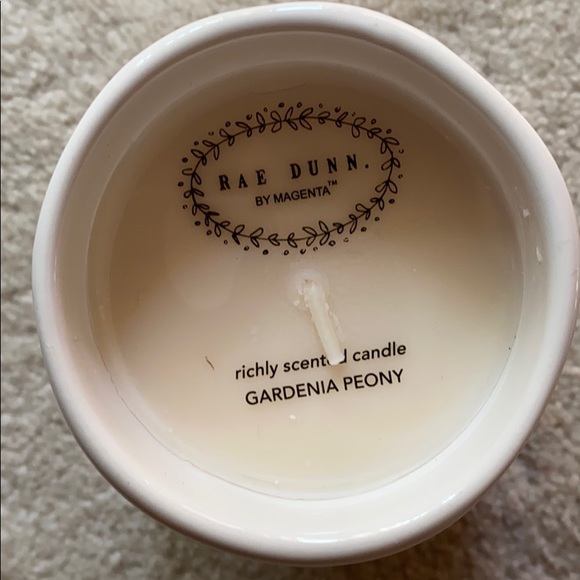 RAE DUNN.
BY MAGENTA™
richly scented candle
GARDENIA PEONY